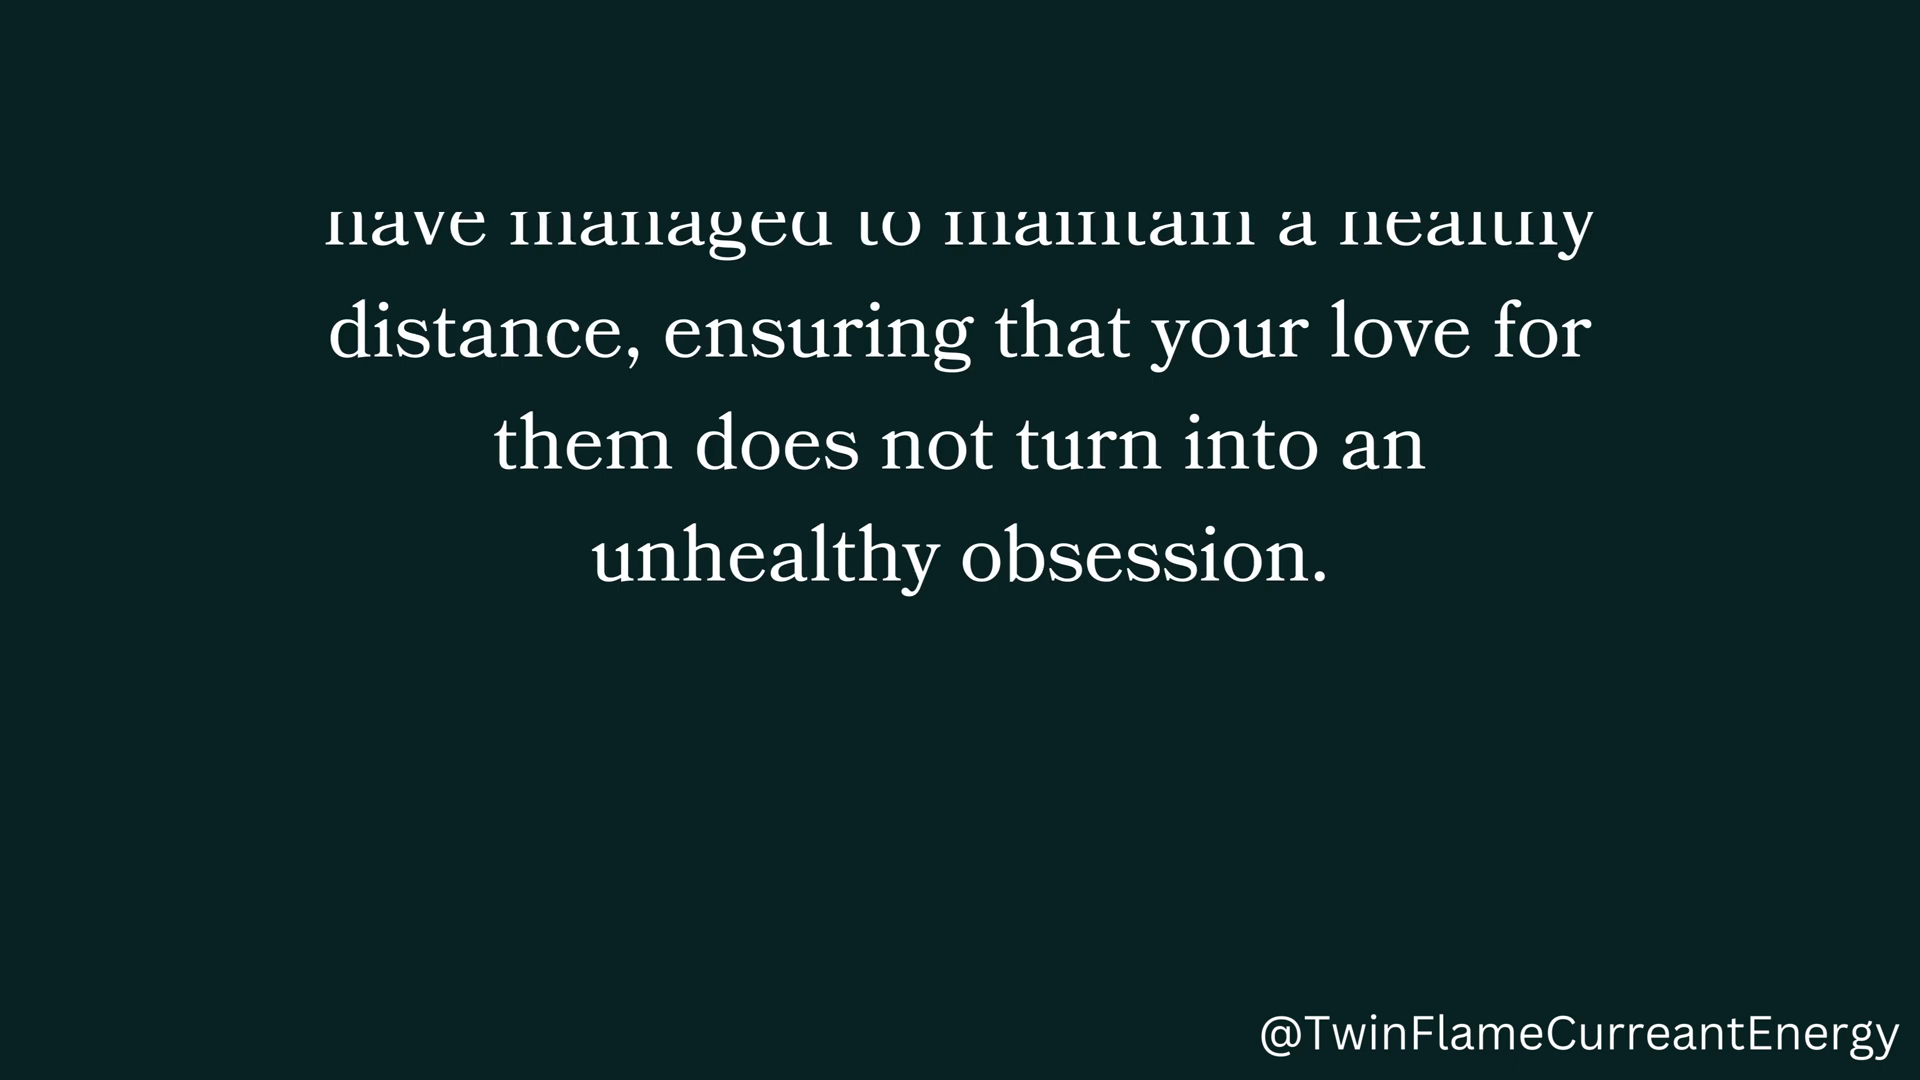 have managed to maintain a healthy
distance, ensuring that your love for
them does not turn into an
unhealthy obsession.
@TwinFlameCurreantEnergy